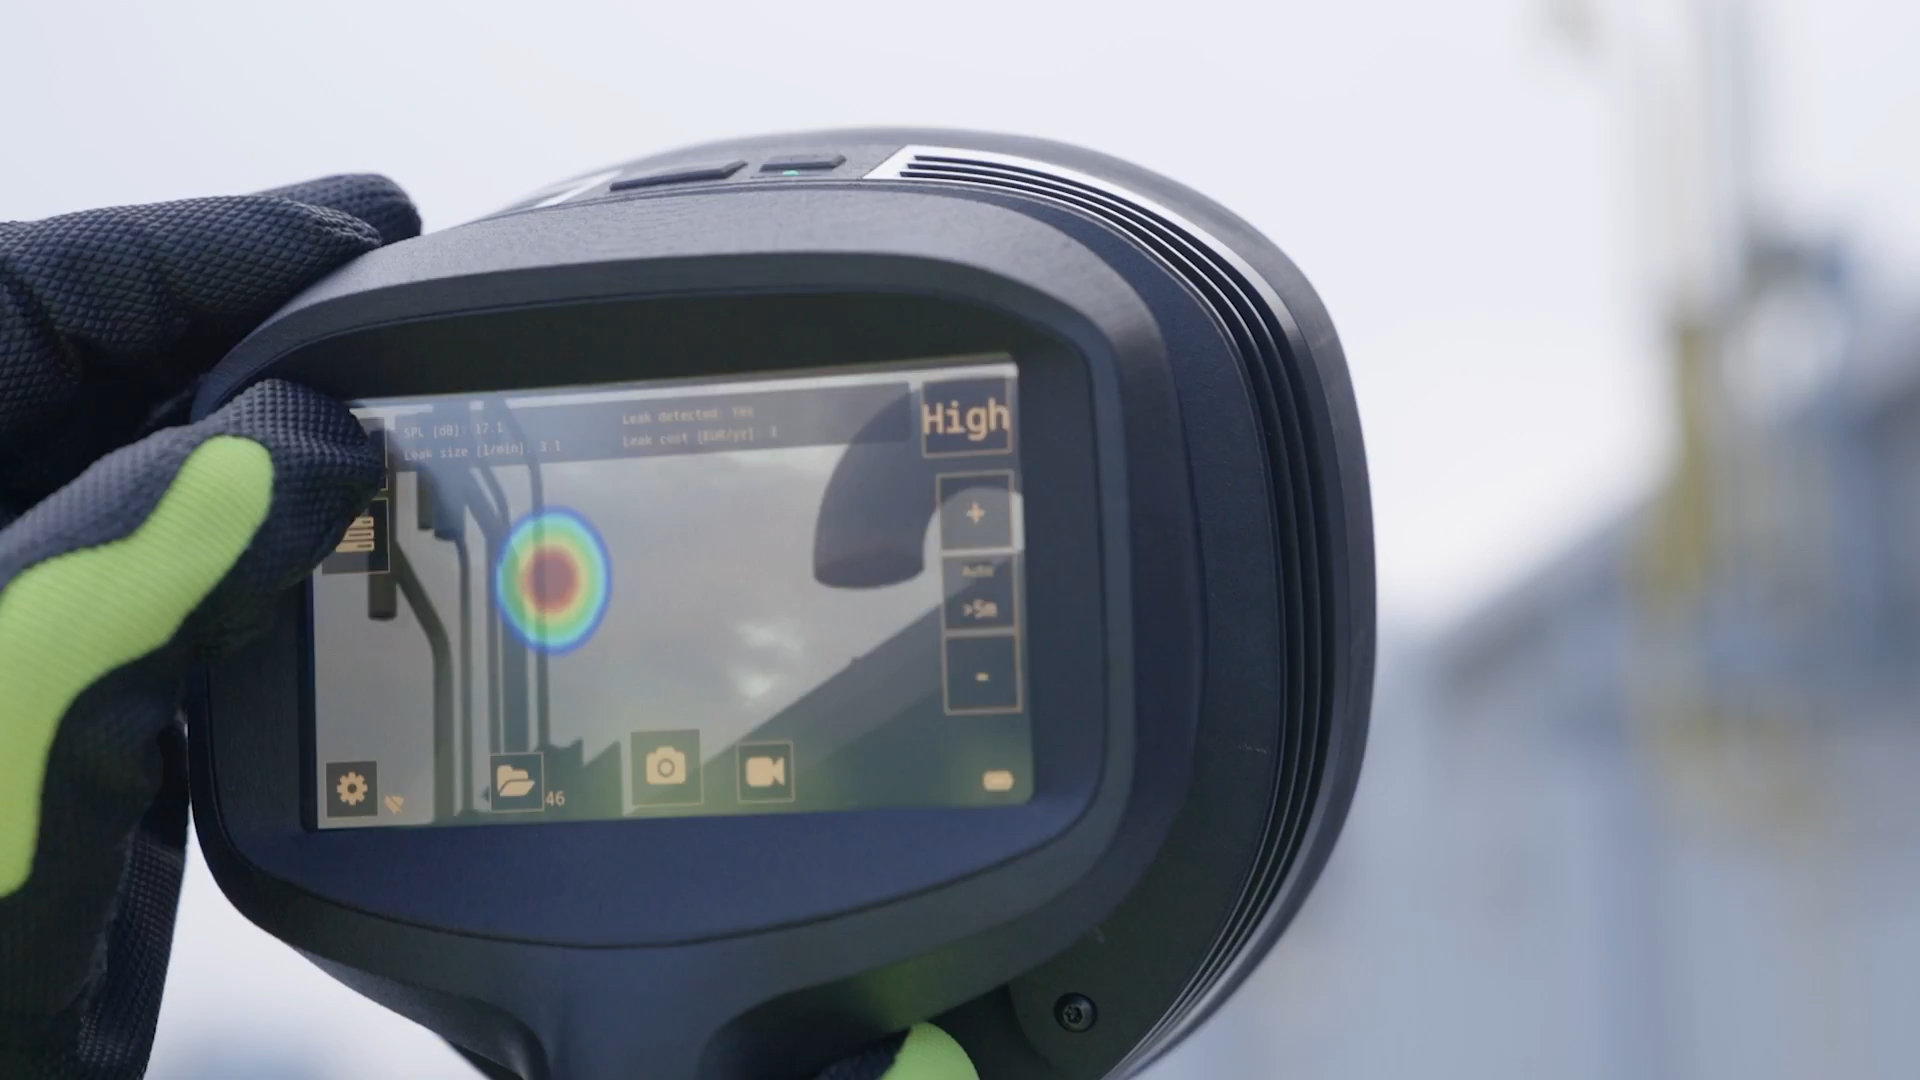 SPL [dB]: 17.1
Leak size [l/min]: 3.1
Leak detected: Yes
Leak cost [EUR/yr]:
High
+
Auto
>5m
-
46